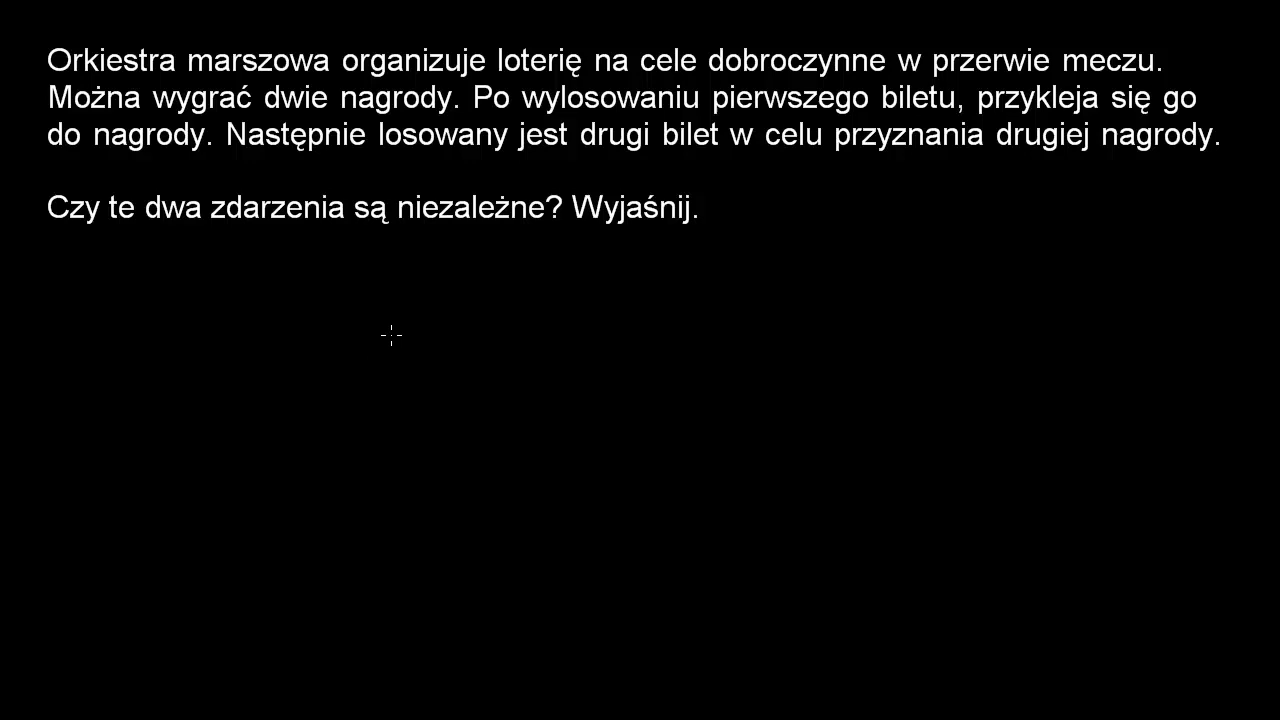 Orkiestra marszowa organizuje loterię na cele dobroczynne w przerwie meczu.
Można wygrać dwie nagrody. Po wylosowaniu pierwszego biletu, przykleja się go
do nagrody. Następnie losowany jest drugi bilet w celu przyznania drugiej nagrody.
Czy te dwa zdarzenia są niezależne? Wyjaśnij.